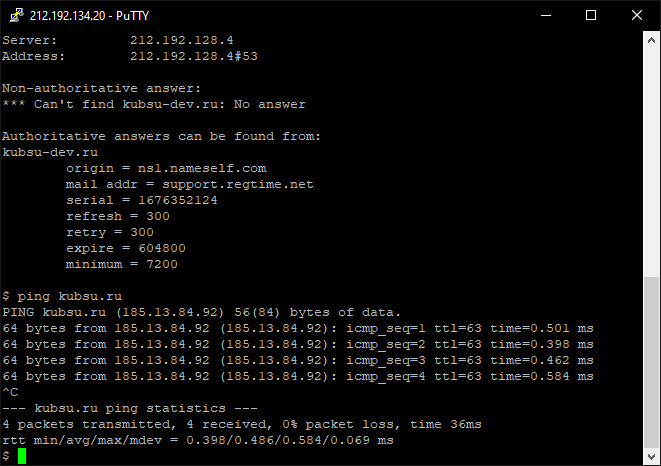 212.192.134.20 - PuTTY
Server:         212.192.128.4
Address:        212.192.128.4#53
Non-authoritative answer:
*** Can't find kubsu-dev.ru: No answer
Authoritative answers can be found from:
kubsu-dev.ru
        origin = ns1.nameself.com
        mail addr = support.regtime.net
        serial = 1676352124
        refresh = 300
        retry = 300
        expire = 604800
        minimum = 7200
$ ping kubsu.ru
PING kubsu.ru (185.13.84.92) 56(84) bytes of data.
64 bytes from 185.13.84.92 (185.13.84.92): icmp_seq=1 ttl=63 time=0.501 ms
64 bytes from 185.13.84.92 (185.13.84.92): icmp_seq=2 ttl=63 time=0.398 ms
64 bytes from 185.13.84.92 (185.13.84.92): icmp_seq=3 ttl=63 time=0.462 ms
64 bytes from 185.13.84.92 (185.13.84.92): icmp_seq=4 ttl=63 time=0.584 ms
^C
--- kubsu.ru ping statistics ---
4 packets transmitted, 4 received, 0% packet loss, time 36ms
rtt min/avg/max/mdev = 0.398/0.486/0.584/0.069 ms
$